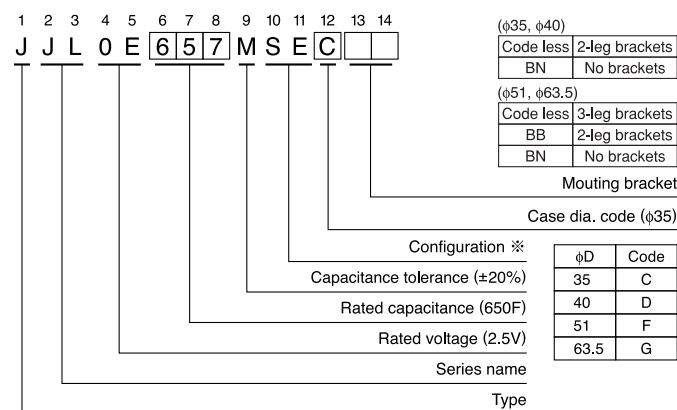 1 2 3 4 5 6 7 8 9 10 11 12 13 14
J J L 0 E 6 5 7 M S E C
(ϕ35, ϕ40)
Code less 2-leg brackets
BN No brackets
(ϕ51, ϕ63.5)
Code less 3-leg brackets
BB 2-leg brackets
BN No brackets
Mouting bracket
Case dia. code (ϕ35)
Configuration ※
Capacitance tolerance (±20%)
Rated capacitance (650F)
Rated voltage (2.5V)
Series name
Type
ϕD Code
35 C
40 D
51 F
63.5 G